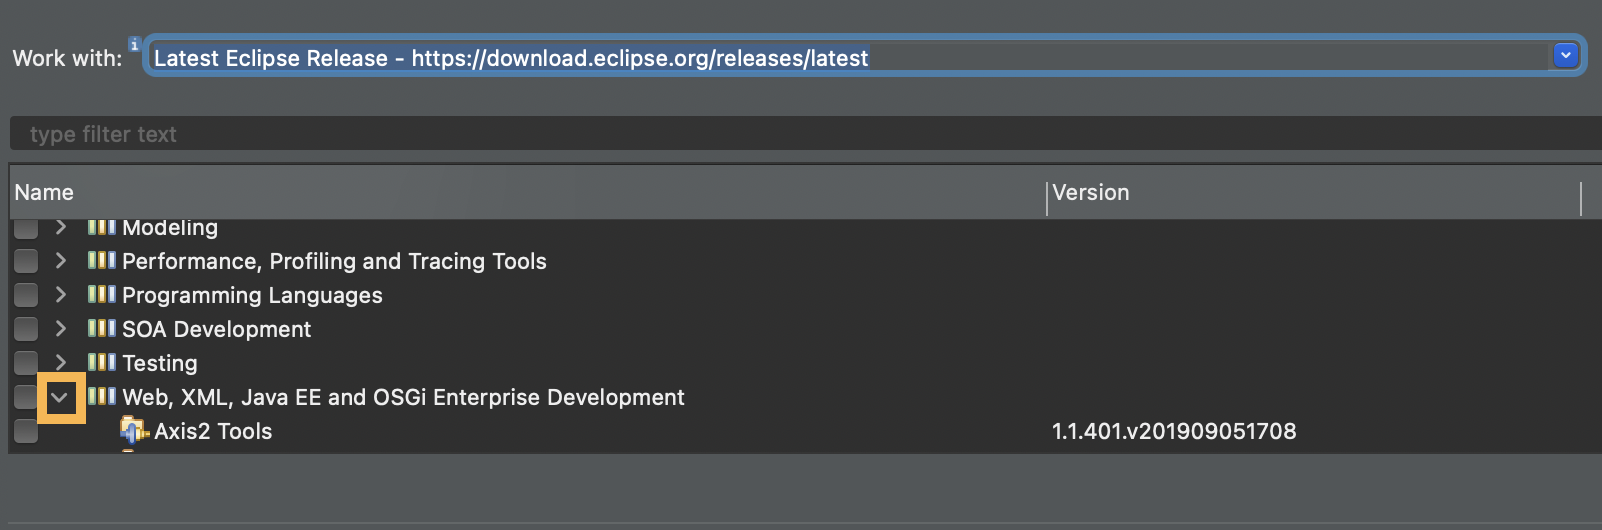 Work with: Latest Eclipse Release - https://download.eclipse.org/releases/latest
type filter text
Name Version
Modeling
Performance, Profiling and Tracing Tools
Programming Languages
SOA Development
Testing
Web, XML, Java EE and OSGi Enterprise Development
Axis2 Tools 1.1.401.v201909051708